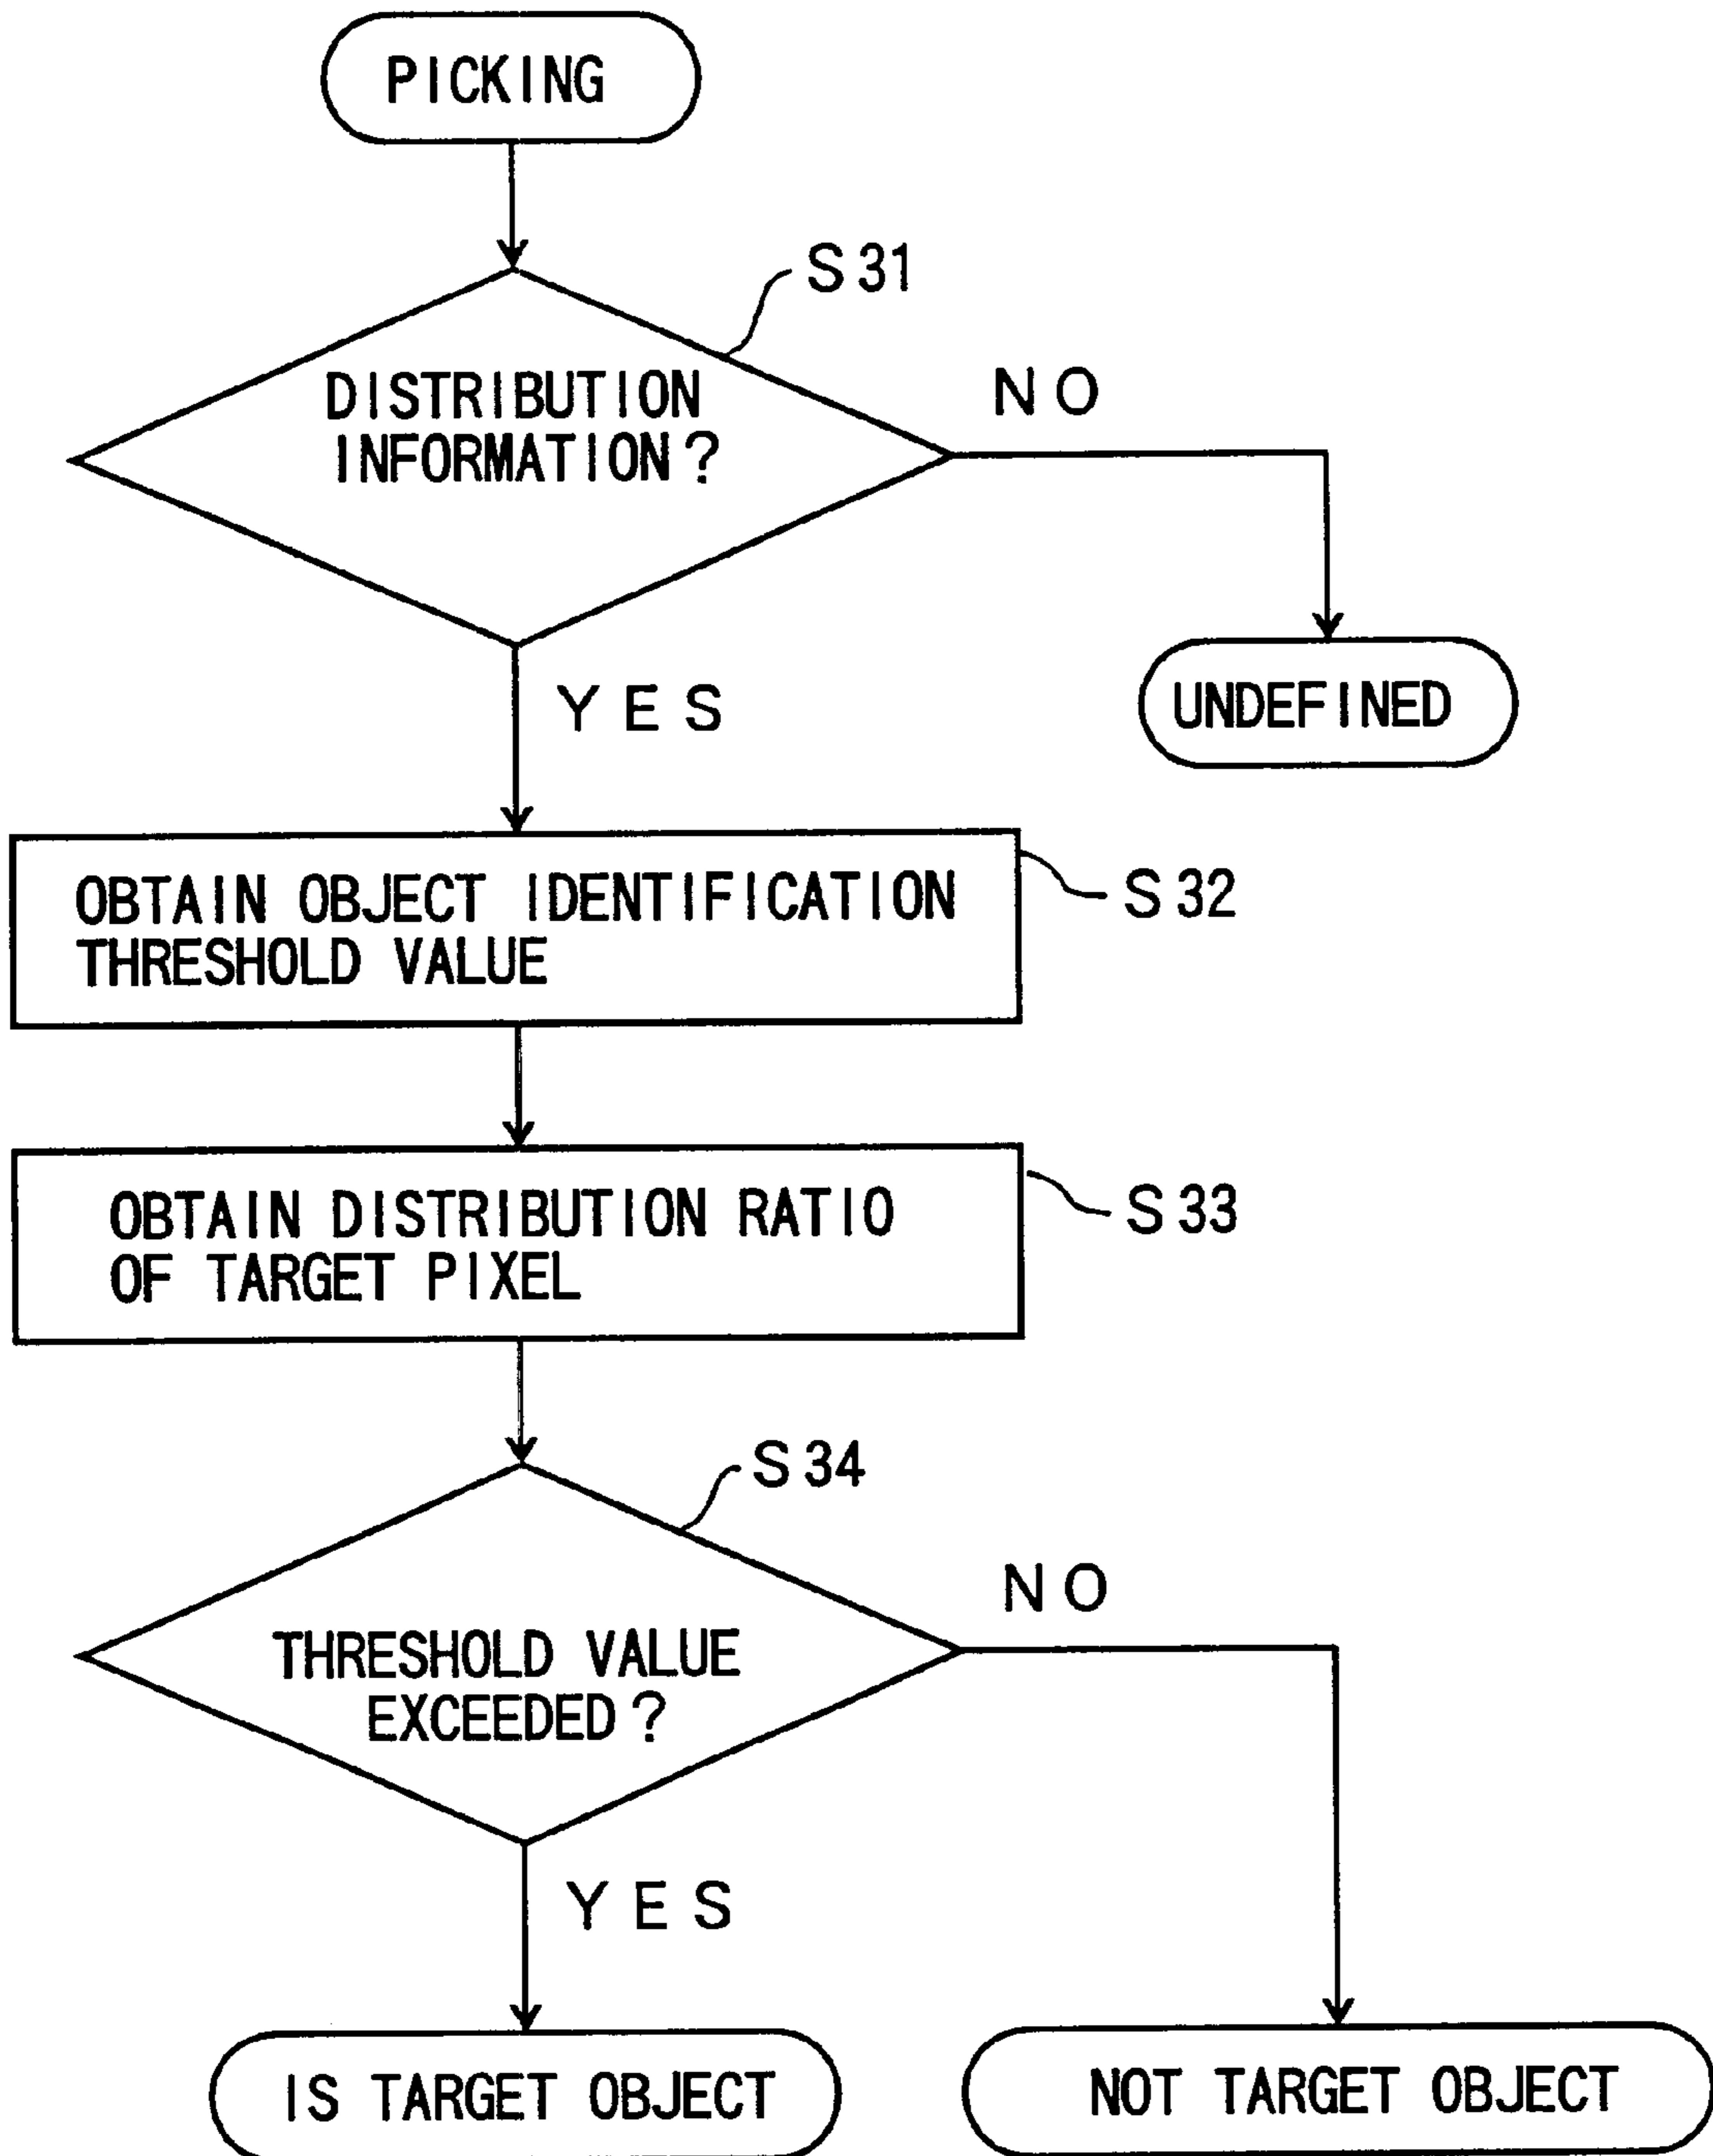 PICKING
S31
DISTRIBUTION
INFORMATION?
NO
YES
UNDEFINED
OBTAIN OBJECT IDENTIFICATION
THRESHOLD VALUE
S32
OBTAIN DISTRIBUTION RATIO
OF TARGET PIXEL
S33
S34
THRESHOLD VALUE
EXCEEDED?
NO
YES
IS TARGET OBJECT
NOT TARGET OBJECT